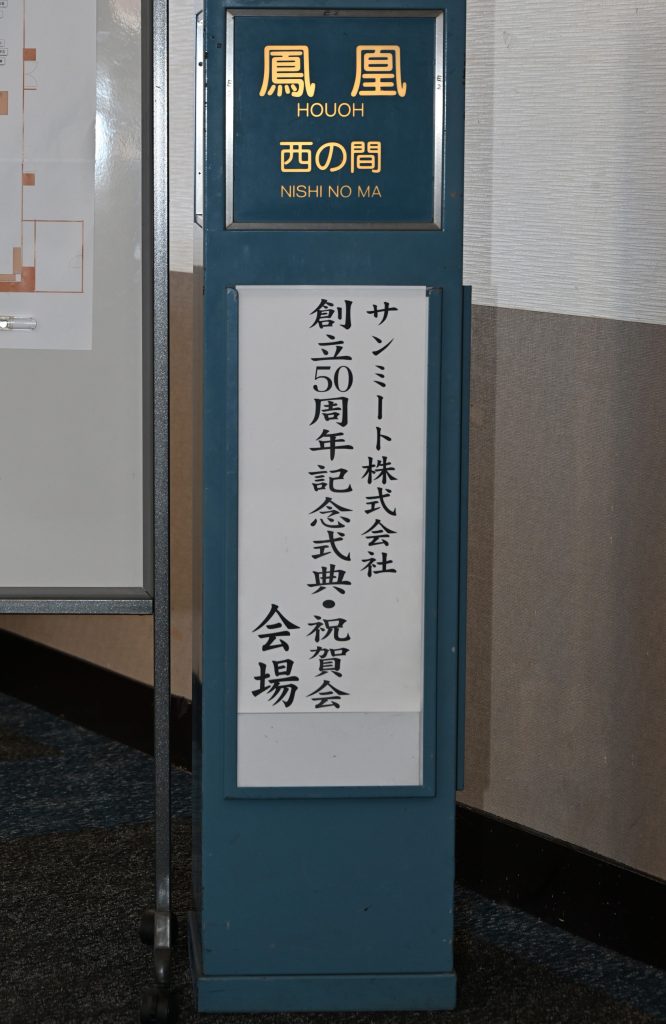 鳳凰
HOUOH
西の間
NISHI NO MA
サンミート株式会社
創立50周年記念式典・祝賀会
会場